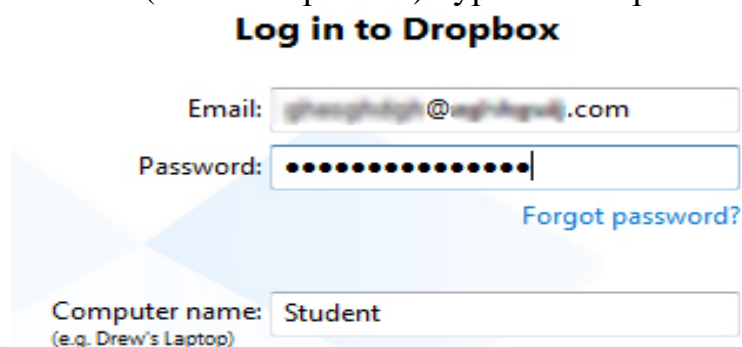 Log in to Dropbox
Email: @ .com
Password: ●●●●●●●●●●●●●●●
Forgot password?
Computer name: Student
(e.g. Drew's Laptop)